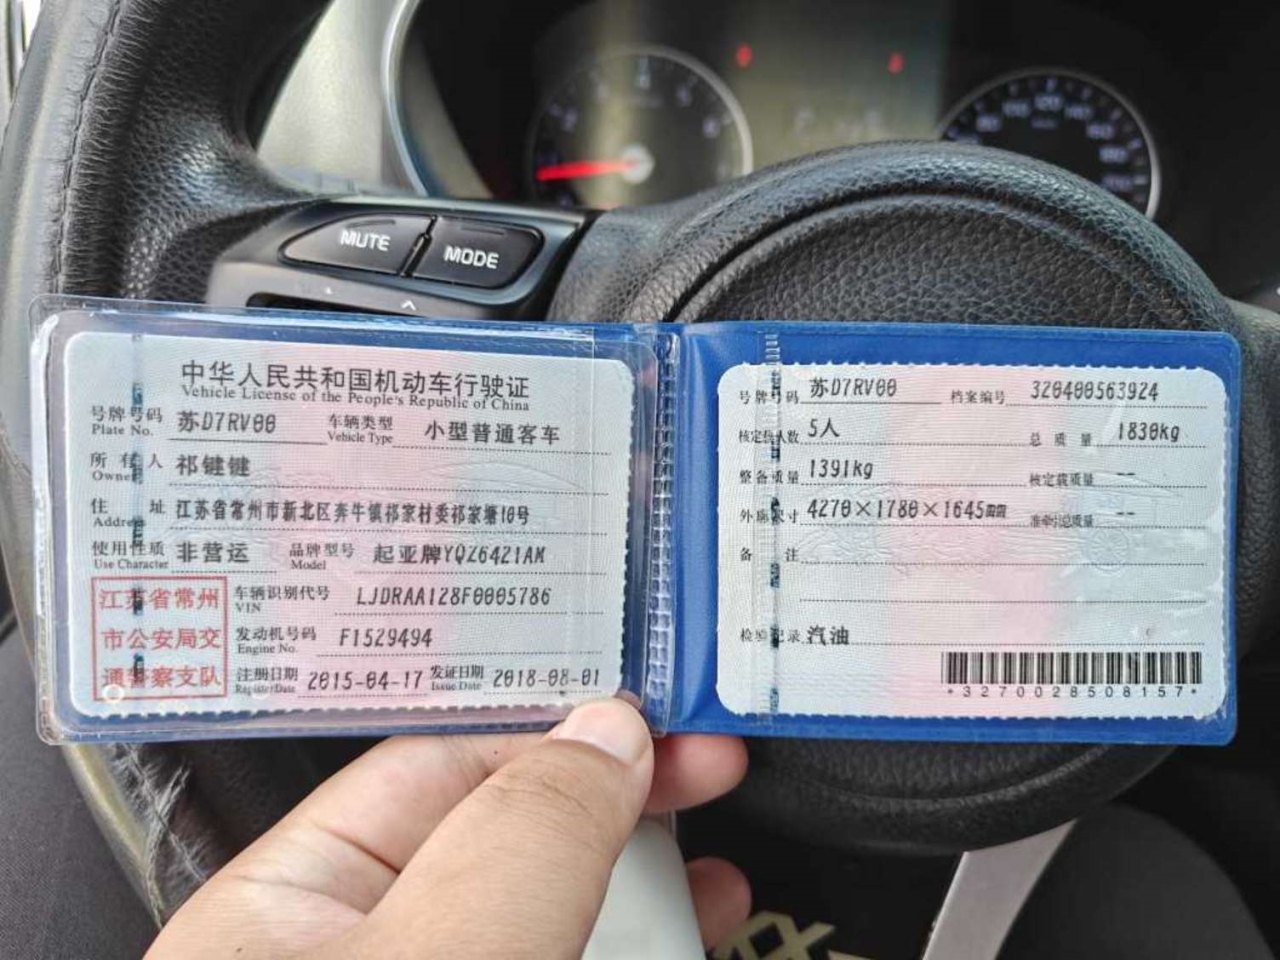 MUTE
MODE
中华人民共和国机动车行驶证
Vehicle License of the People's Republic of China
号牌号码 苏D7RV00 车辆类型 小型普通客车
Plate No. Vehicle Type
所有人 祁键键
Owner
住址 江苏省常州市新北区奔牛镇祁家村委祁家塘10号
Address
使用性质 非营运 品牌型号 起亚牌YQZ6421AM
Use Character Model
江苏省常州
市公安局交
通警察支队
车辆识别代号 LJDRAA128F0005786
VIN
发动机号码 F1529494
Engine No.
注册日期 2015-04-17 发证日期 2018-08-01
Register Date Issue Date
号牌号码 苏D7RV00 档案编号 320400563924
核定载人数 5人 总质量 1830kg
整备质量 1391kg 核定载质量 --
外廓尺寸 4270×1780×1645mm 准牵引总质量 --
备注
检验记录 汽油
*3270028508157*